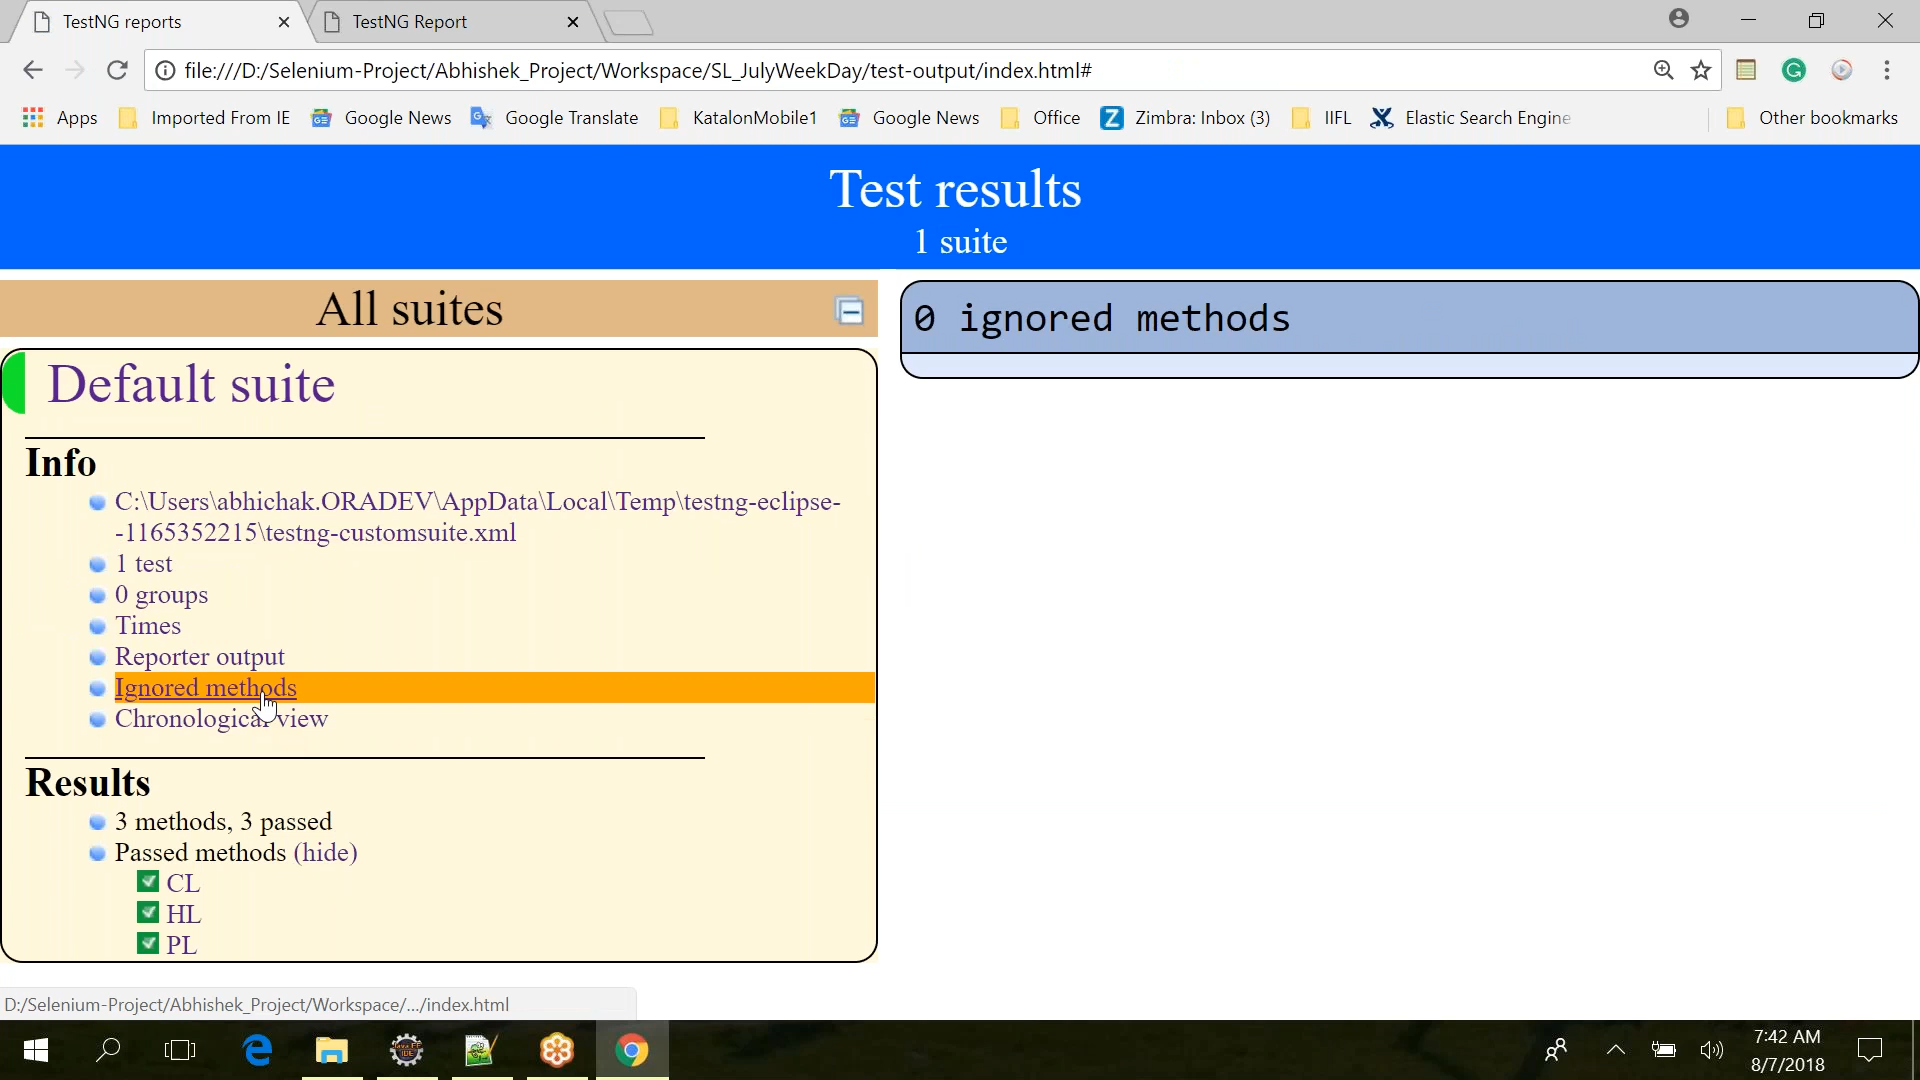 TestNG reports
TestNG Report
file:///D:/Selenium-Project/Abhishek_Project/Workspace/SL_JulyWeekDay/test-output/index.html#
Apps
Imported From IE
Google News
Google Translate
KatalonMobile1
Google News
Office
Zimbra: Inbox (3)
IIFL
Elastic Search Engine
Other bookmarks
Test results
1 suite
All suites
0 ignored methods
Default suite
Info
C:\Users\abhichak.ORADEV\AppData\Local\Temp\testng-eclipse-
-1165352215\testng-customsuite.xml
1 test
0 groups
Times
Reporter output
Ignored methods
Chronological view
Results
3 methods, 3 passed
Passed methods (hide)
CL
HL
PL
D:/Selenium-Project/Abhishek_Project/Workspace/.../index.html
7:42 AM
8/7/2018